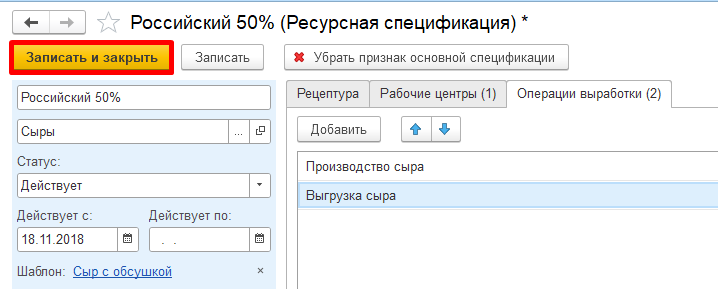 Российский 50% (Ресурсная спецификация) *
Записать и закрыть Записать Убрать признак основной спецификации
Российский 50%
Сыры ...
Статус:
Действует
Действует с: Действует по:
18.11.2018 . .
Шаблон: Сыр с обсушкой ×
Рецептура Рабочие центры (1) Операции выработки (2)
Добавить
Производство сыра
Выгрузка сыра